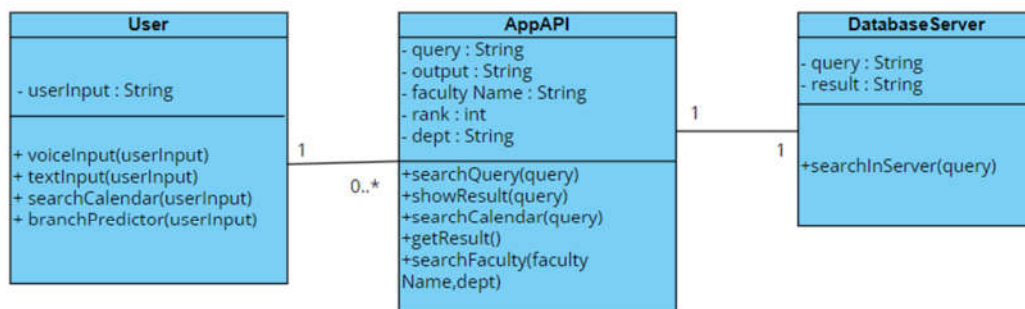 User
- userInput : String
+ voiceInput(userInput)
+ textInput(userInput)
+ searchCalendar(userInput)
+ branchPredictor(userInput)
1
0..*
AppAPI
- query : String
- output : String
- faculty Name : String
- rank : int
- dept : String
+searchQuery(query)
+showResult(query)
+searchCalendar(query)
+getResult()
+searchFaculty(faculty
Name,dept)
1
1
DatabaseServer
- query : String
- result : String
+searchInServer(query)